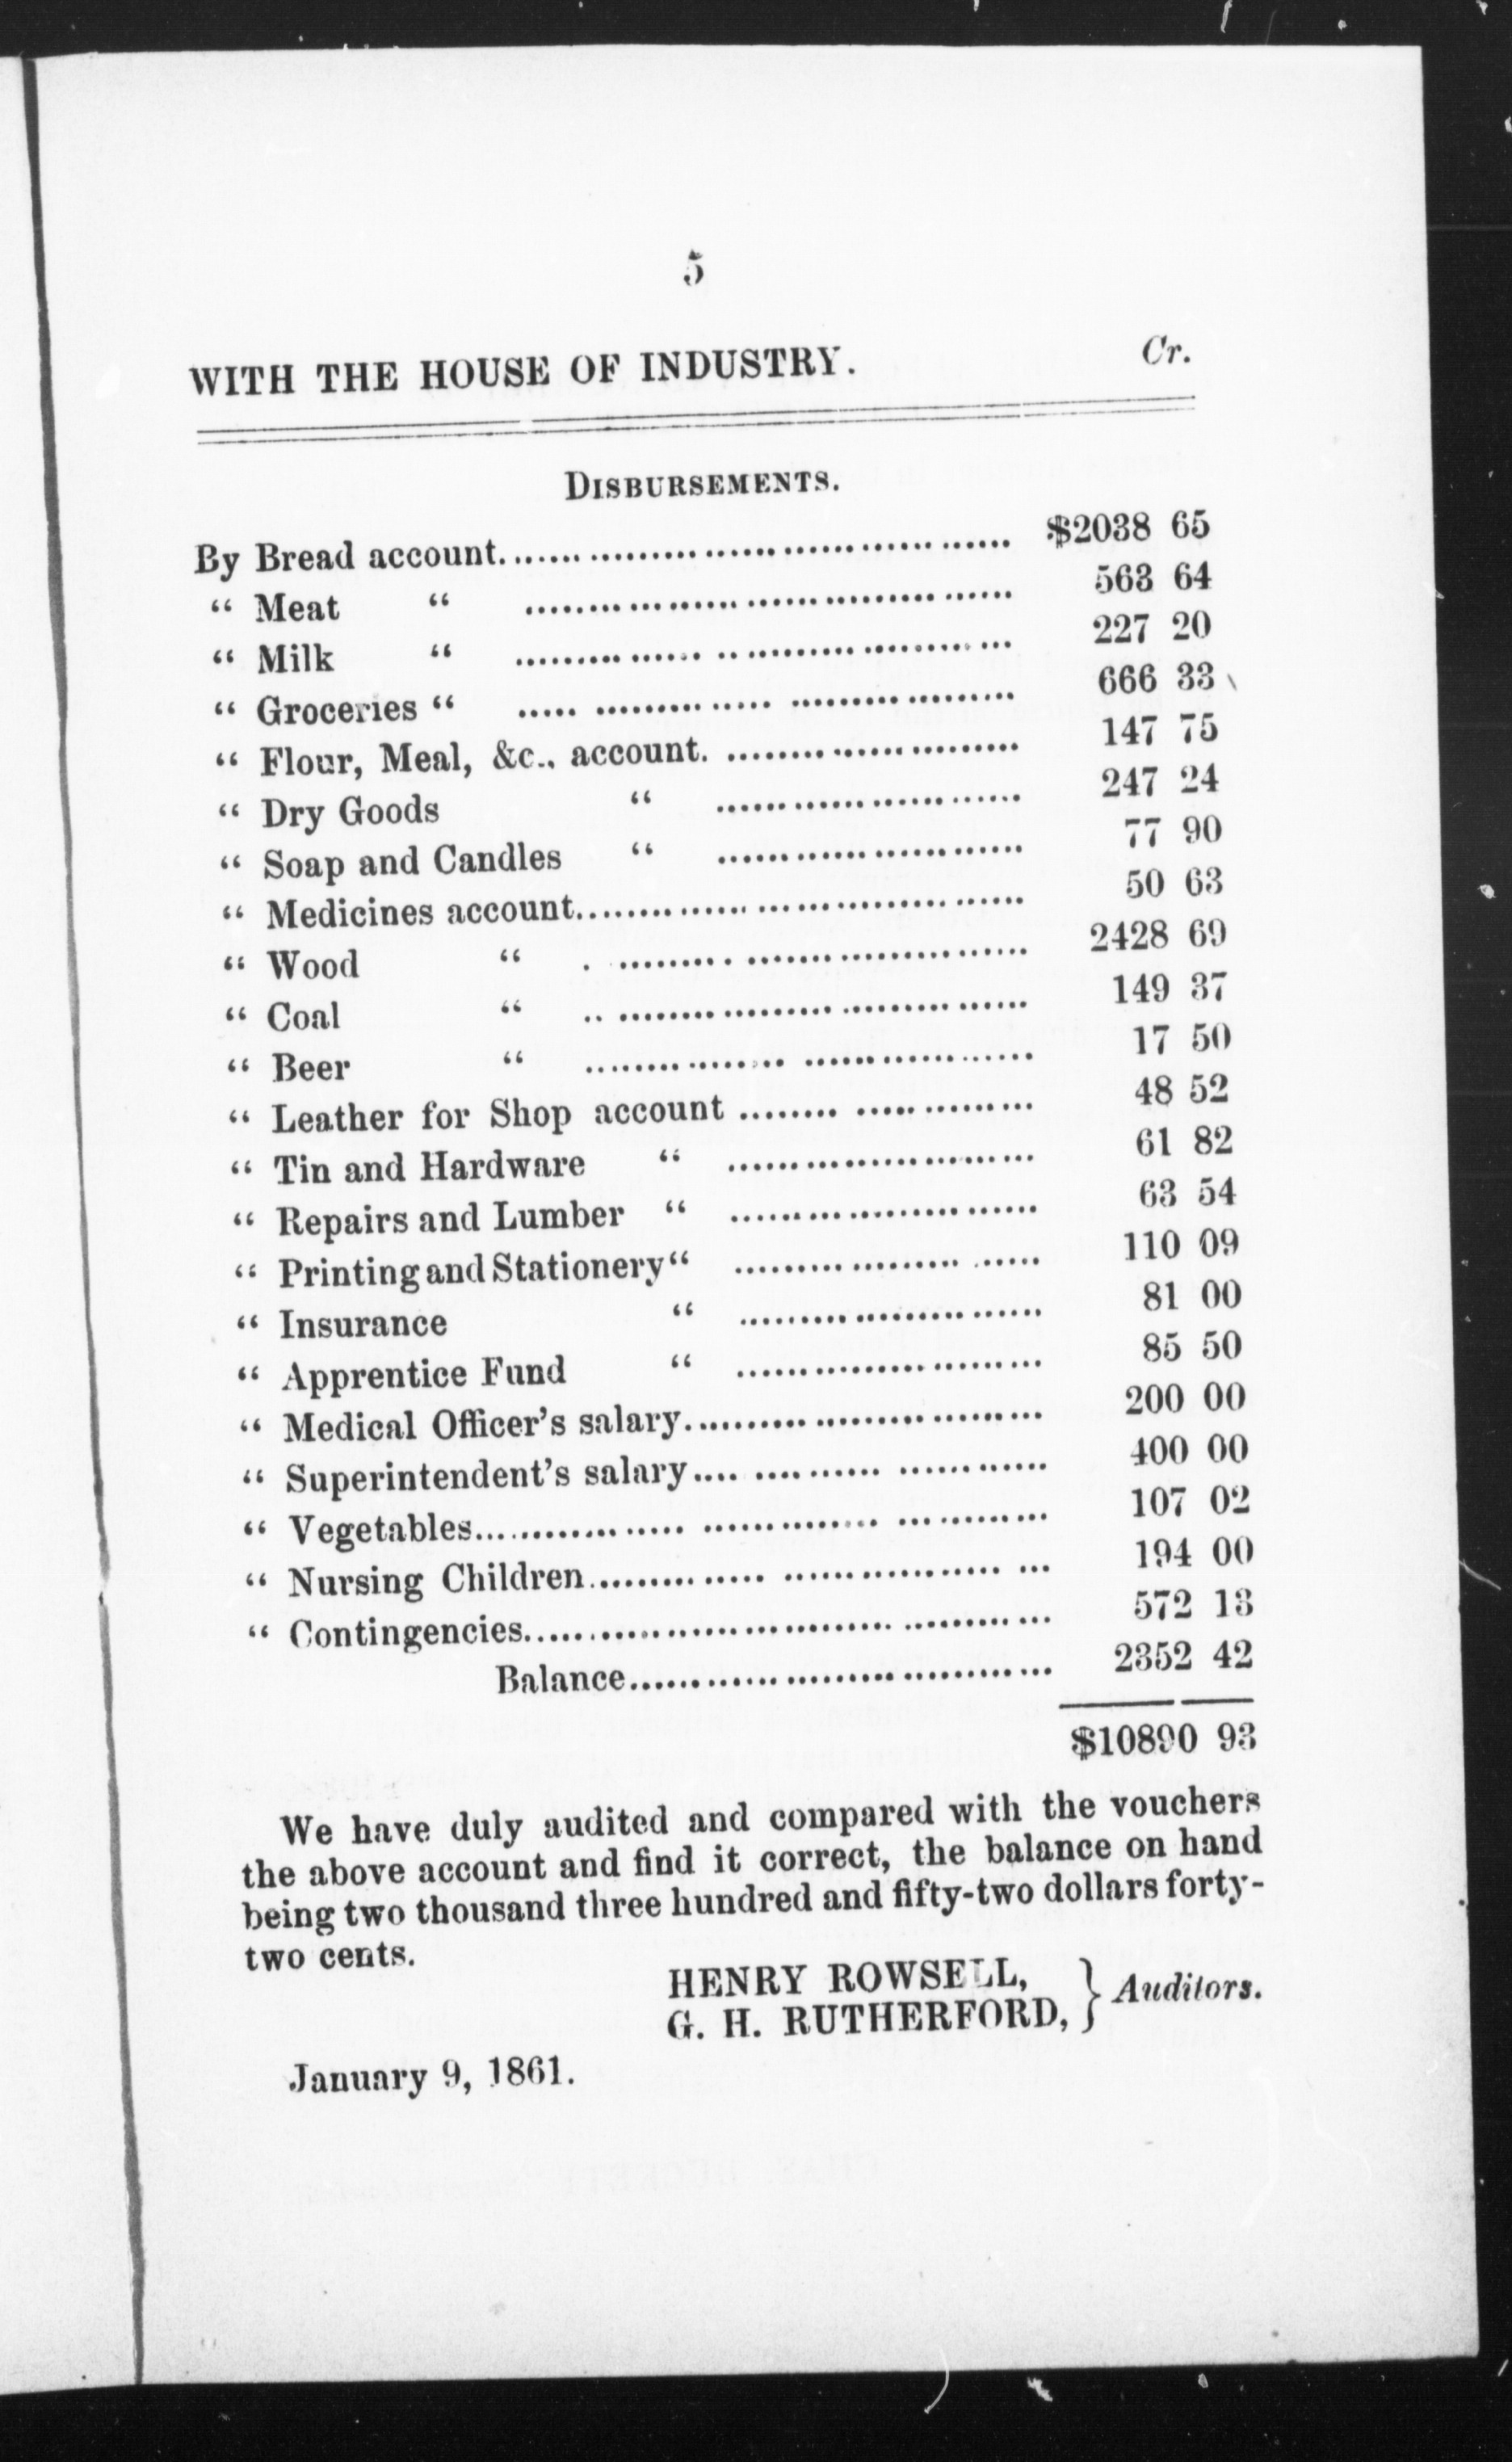 5
WITH THE HOUSE OF INDUSTRY. Cr.
DISBURSEMENTS.
By Bread account........ $2038 65
“ Meat “ ........ 563 64
“ Milk “ ........ 227 20
“ Groceries “ ........ 666 33
“ Flour, Meal, &c., account. ........ 147 75
“ Dry Goods “ ........ 247 24
“ Soap and Candles “ ........ 77 90
“ Medicines account........ 50 63
“ Wood “ ........ 2428 69
“ Coal “ ........ 149 37
“ Beer “ ........ 17 50
“ Leather for Shop account ........ 48 52
“ Tin and Hardware “ ........ 61 82
“ Repairs and Lumber “ ........ 63 54
“ Printing and Stationery “ ........ 110 09
“ Insurance “ ........ 81 00
“ Apprentice Fund “ ........ 85 50
“ Medical Officer's salary........ 200 00
“ Superintendent's salary........ 400 00
“ Vegetables........ 107 02
“ Nursing Children........ 194 00
“ Contingencies........ 572 13
Balance........ 2352 42
$10890 93
We have duly audited and compared with the vouchers
the above account and find it correct, the balance on hand
being two thousand three hundred and fifty-two dollars forty-
two cents.
HENRY ROWSELL,
G. H. RUTHERFORD, } Auditors.
January 9, 1861.